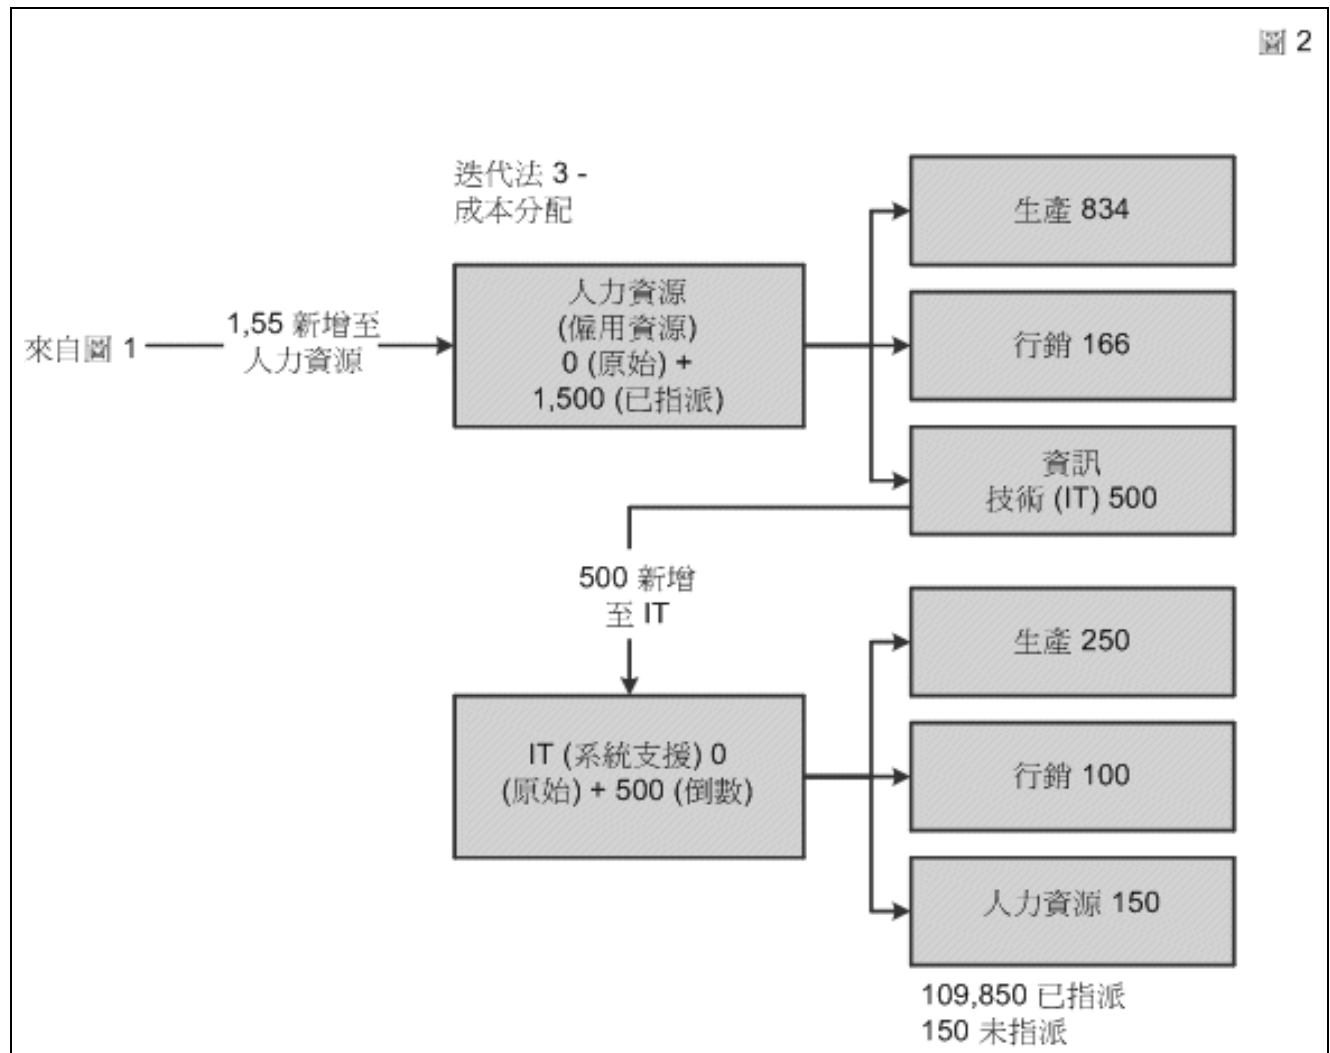 圖 2
迭代法 3 -
成本分配
來自圖 1
1,55 新增至
人力資源
人力資源
(僱用資源)
0 (原始) +
1,500 (已指派)
生產 834
行銷 166
資訊
技術 (IT) 500
500 新增
至 IT
IT (系統支援) 0
(原始) + 500 (倒數)
生產 250
行銷 100
人力資源 150
109,850 已指派
150 未指派